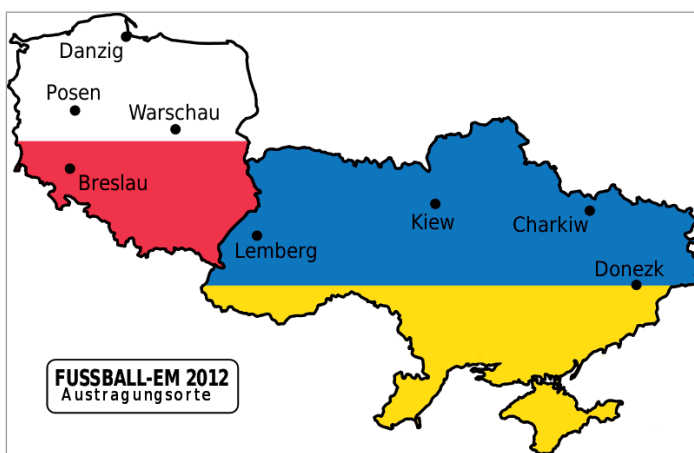 Danzig
Posen
Warschau
Breslau
Kiew
Charkiw
Lemberg
Donezk
FUSSBALL-EM 2012
Austragungsorte